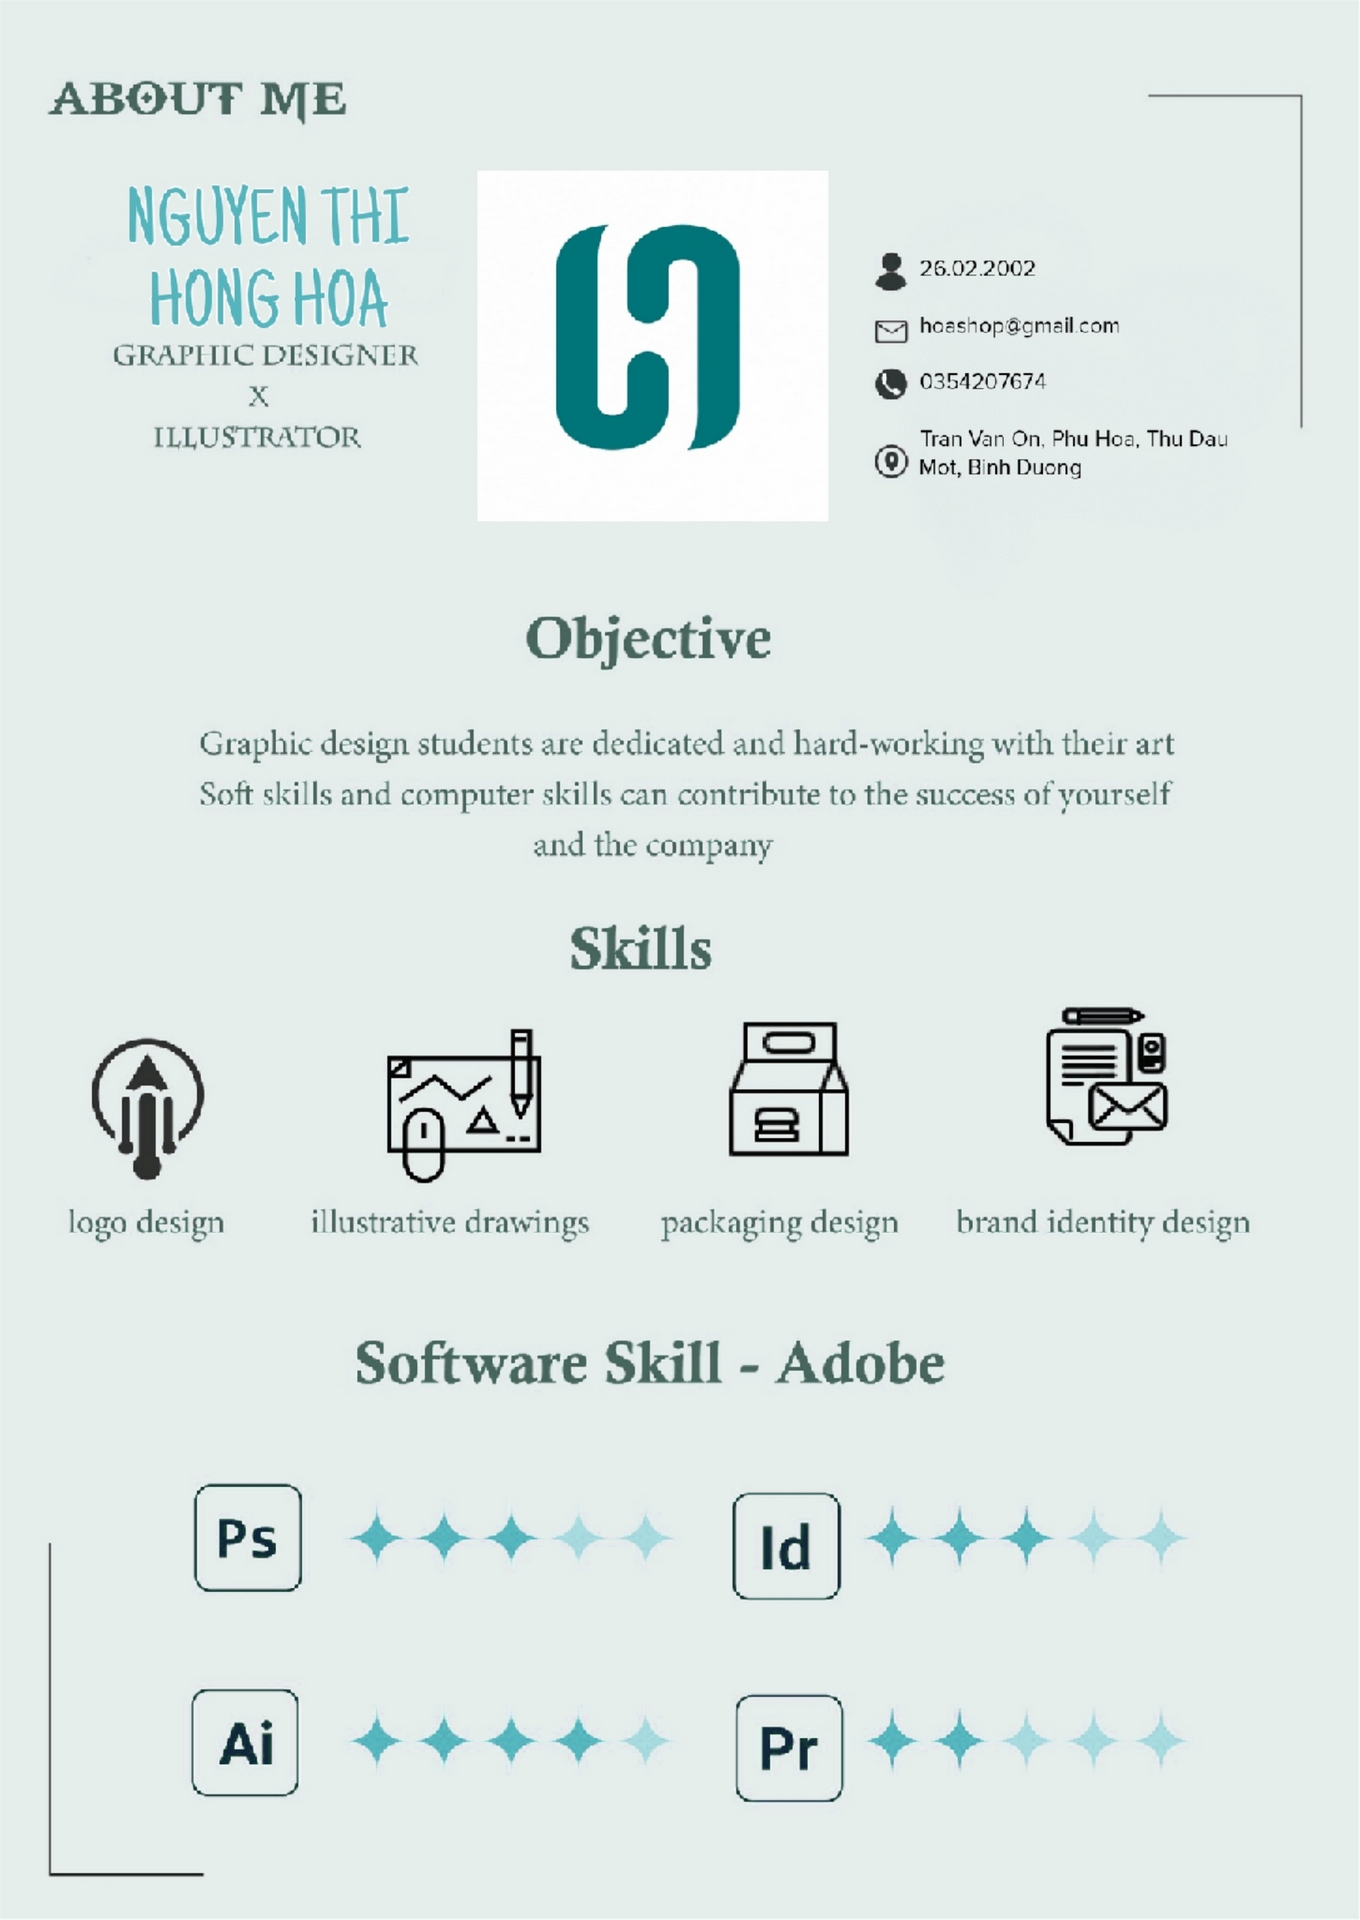 ABOUT ME
NGUYEN THI
HONG HOA
GRAPHIC DESIGNER
X
ILLUSTRATOR
26.02.2002
hoashop@gmail.com
0354207674
Tran Van On, Phu Hoa, Thu Dau
Mot, Binh Duong
Objective
Graphic design students are dedicated and hard-working with their art
Soft skills and computer skills can contribute to the success of yourself
and the company
Skills
logo design
illustrative drawings
packaging design
brand identity design
Software Skill - Adobe
Ps
Id
Ai
Pr